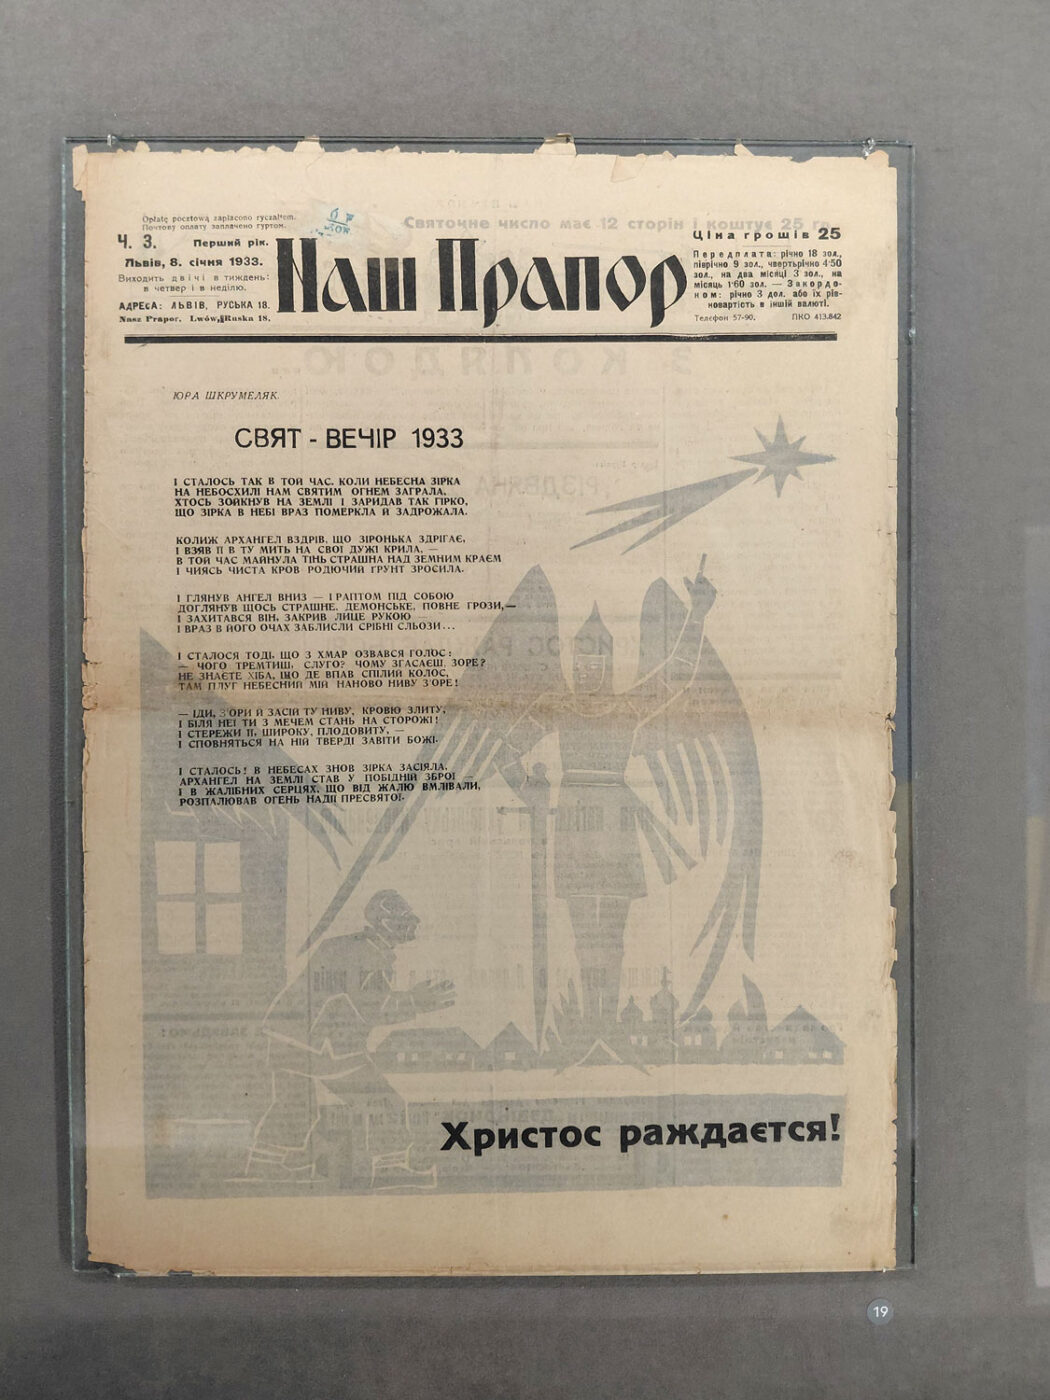 Opłatę pocztową zapłacono ryczałtem.
Почтову оплату заплачено гуртом.
Ч. 3. Перший рік.
Львів, 8. січня 1933.
Виходить двічі в тиждень:
в четвер і в неділю.
АДРЕСА: ЛЬВІВ, РУСЬКА 18.
Nasz Prapor. Lwów, Ruska 18.
Святочне число має 12 сторін і коштує 25 гр.
Наш Прапор
Ціна грошів 25
Передплата: річно 18 зол.,
піврічно 9 зол., чвертьрічно 4·50
зол., на два місяці 3 зол., на
місяць 1·60 зол. — Закордо-
ном: річно 3 дол. або їх рів-
новартість в іншій валюті.
Телефон 57-90. ПКО 413.842
ЮРА ШКРУМЕЛЯК.
СВЯТ - ВЕЧІР 1933
І СТАЛОСЬ ТАК В ТОЙ ЧАС, КОЛИ НЕБЕСНА ЗІРКА
НА НЕБОСХИЛІ НАМ СВЯТИМ ОГНЕМ ЗАГРАЛА,
ХТОСЬ ЗОЙКНУВ НА ЗЕМЛІ І ЗАРИДАВ ТАК ГІРКО,
ЩО ЗІРКА В НЕБІ ВРАЗ ПОМЕРКЛА Й ЗАДРОЖАЛА.
КОЛИЖ АРХАНГЕЛ ВЗДРІВ, ЩО ЗІРОНЬКА ЗДРІГАЄ,
І ВЗЯВ ЇЇ В ТУ МИТЬ НА СВОЇ ДУЖІ КРИЛА, —
В ТОЙ ЧАС МАЙНУЛА ТІНЬ СТРАШНА НАД ЗЕМНИМ КРАЄМ
І ЧИЯСЬ ЧИСТА КРОВ РОДЮЧИЙ ҐРУНТ ЗРОСИЛА.
І ГЛЯНУВ АНГЕЛ ВНИЗ — І РАПТОМ ПІД СОБОЮ
ДОГЛЯНУВ ЩОСЬ СТРАШНЕ, ДЕМОНСЬКЕ, ПОВНЕ ГРОЗИ,—
І ЗАХИТАВСЯ ВІН, ЗАКРИВ ЛИЦЕ РУКОЮ
І ВРАЗ В ЙОГО ОЧАХ ЗАБЛИСЛИ СРІБНІ СЛЬОЗИ...
І СТАЛОСЯ ТОДІ, ЩО З ХМАР ОЗВАВСЯ ГОЛОС:
— ЧОГО ТРЕМТИШ, СЛУГО? ЧОМУ ЗГАСАЄШ, ЗОРЕ?
НЕ ЗНАЄТЕ ХІБА, ЩО ДЕ ВПАВ СПІЛИЙ КОЛОС,
ТАМ ПЛУГ НЕБЕСНИЙ МІЙ НАНОВО НИВУ З'ОРЕ!
— ІДИ, З'ОРИ Й ЗАСІЙ ТУ НИВУ, КРОВЮ ЗЛИТУ,
І БІЛЯ НЕЇ ТИ З МЕЧЕМ СТАНЬ НА СТОРОЖІ!
І СТЕРЕЖИ ЇЇ, ШИРОКУ, ПЛОДОВИТУ, —
І СПОВНЯТЬСЯ НА НІЙ ТВЕРДІ ЗАВІТИ БОЖІ.
І СТАЛОСЬ! В НЕБЕСАХ ЗНОВ ЗІРКА ЗАСІЯЛА,
АРХАНГЕЛ НА ЗЕМЛІ СТАВ У ПОБІДНІЙ ЗБРОЇ —
І В ЖАЛІБНИХ СЕРЦЯХ, ЩО ВІД ЖАЛЮ ВМЛІВАЛИ,
РОЗПАЛЮВАВ ОГЕНЬ НАДІЇ ПРЕСВЯТОЇ.
Христос раждаєтся!
19